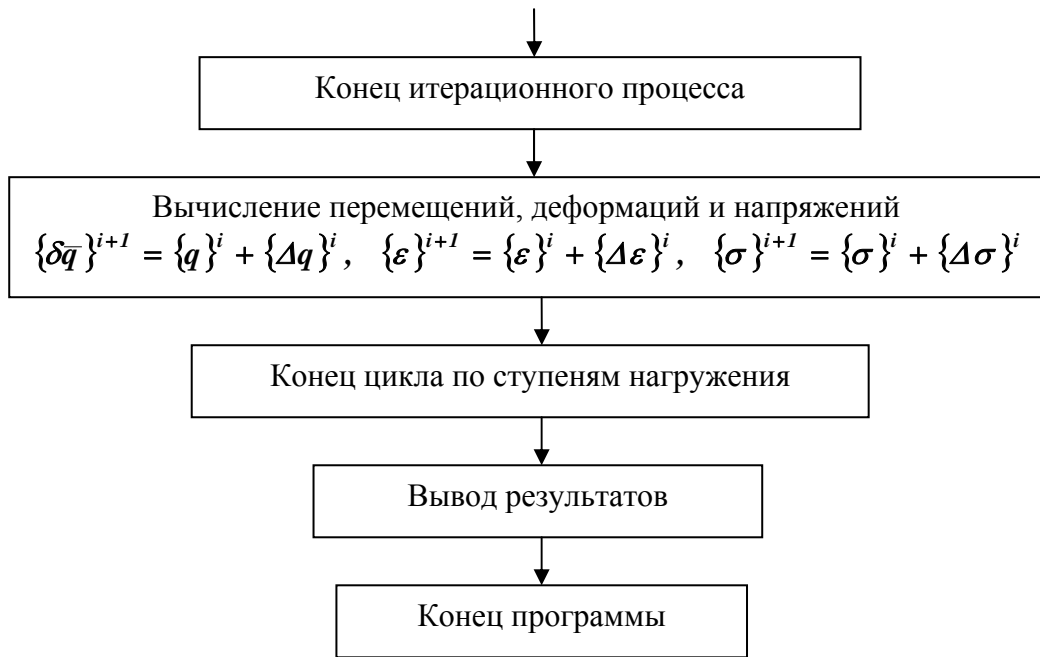 Конец итерационного процесса
Вычисление перемещений, деформаций и напряжений
{δq̅}^{i+1} = {q}^i + {Δq}^i, {ε}^{i+1} = {ε}^i + {Δε}^i, {σ}^{i+1} = {σ}^i + {Δσ}^i
Конец цикла по ступеням нагружения
Вывод результатов
Конец программы